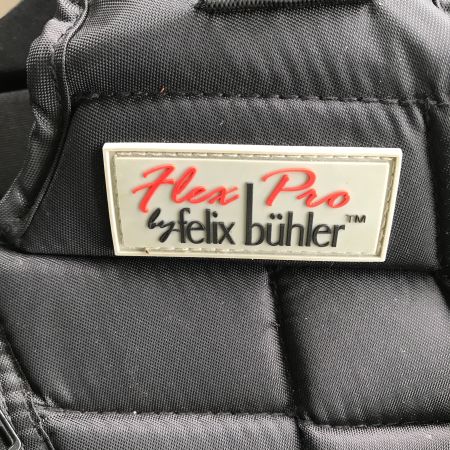 Flex Pro
by felix bühler™